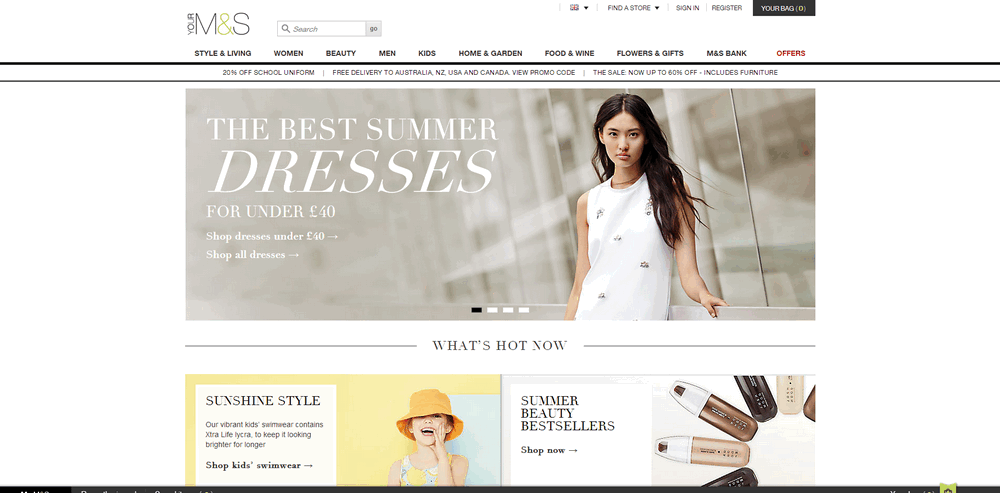 FIND A STORE
SIGN IN
REGISTER
YOUR BAG ( 0 )
YOUR M&S
Search
go
STYLE & LIVING
WOMEN
BEAUTY
MEN
KIDS
HOME & GARDEN
FOOD & WINE
FLOWERS & GIFTS
M&S BANK
OFFERS
20% OFF SCHOOL UNIFORM | FREE DELIVERY TO AUSTRALIA, NZ, USA AND CANADA. VIEW PROMO CODE | THE SALE: NOW UP TO 60% OFF - INCLUDES FURNITURE
THE BEST SUMMER
DRESSES
FOR UNDER £40
Shop dresses under £40 →
Shop all dresses →
WHAT'S HOT NOW
SUNSHINE STYLE
Our vibrant kids' swimwear contains
Xtra Life lycra, to keep it looking
brighter for longer
Shop kids' swimwear →
SUMMER
BEAUTY
BESTSELLERS
Shop now →